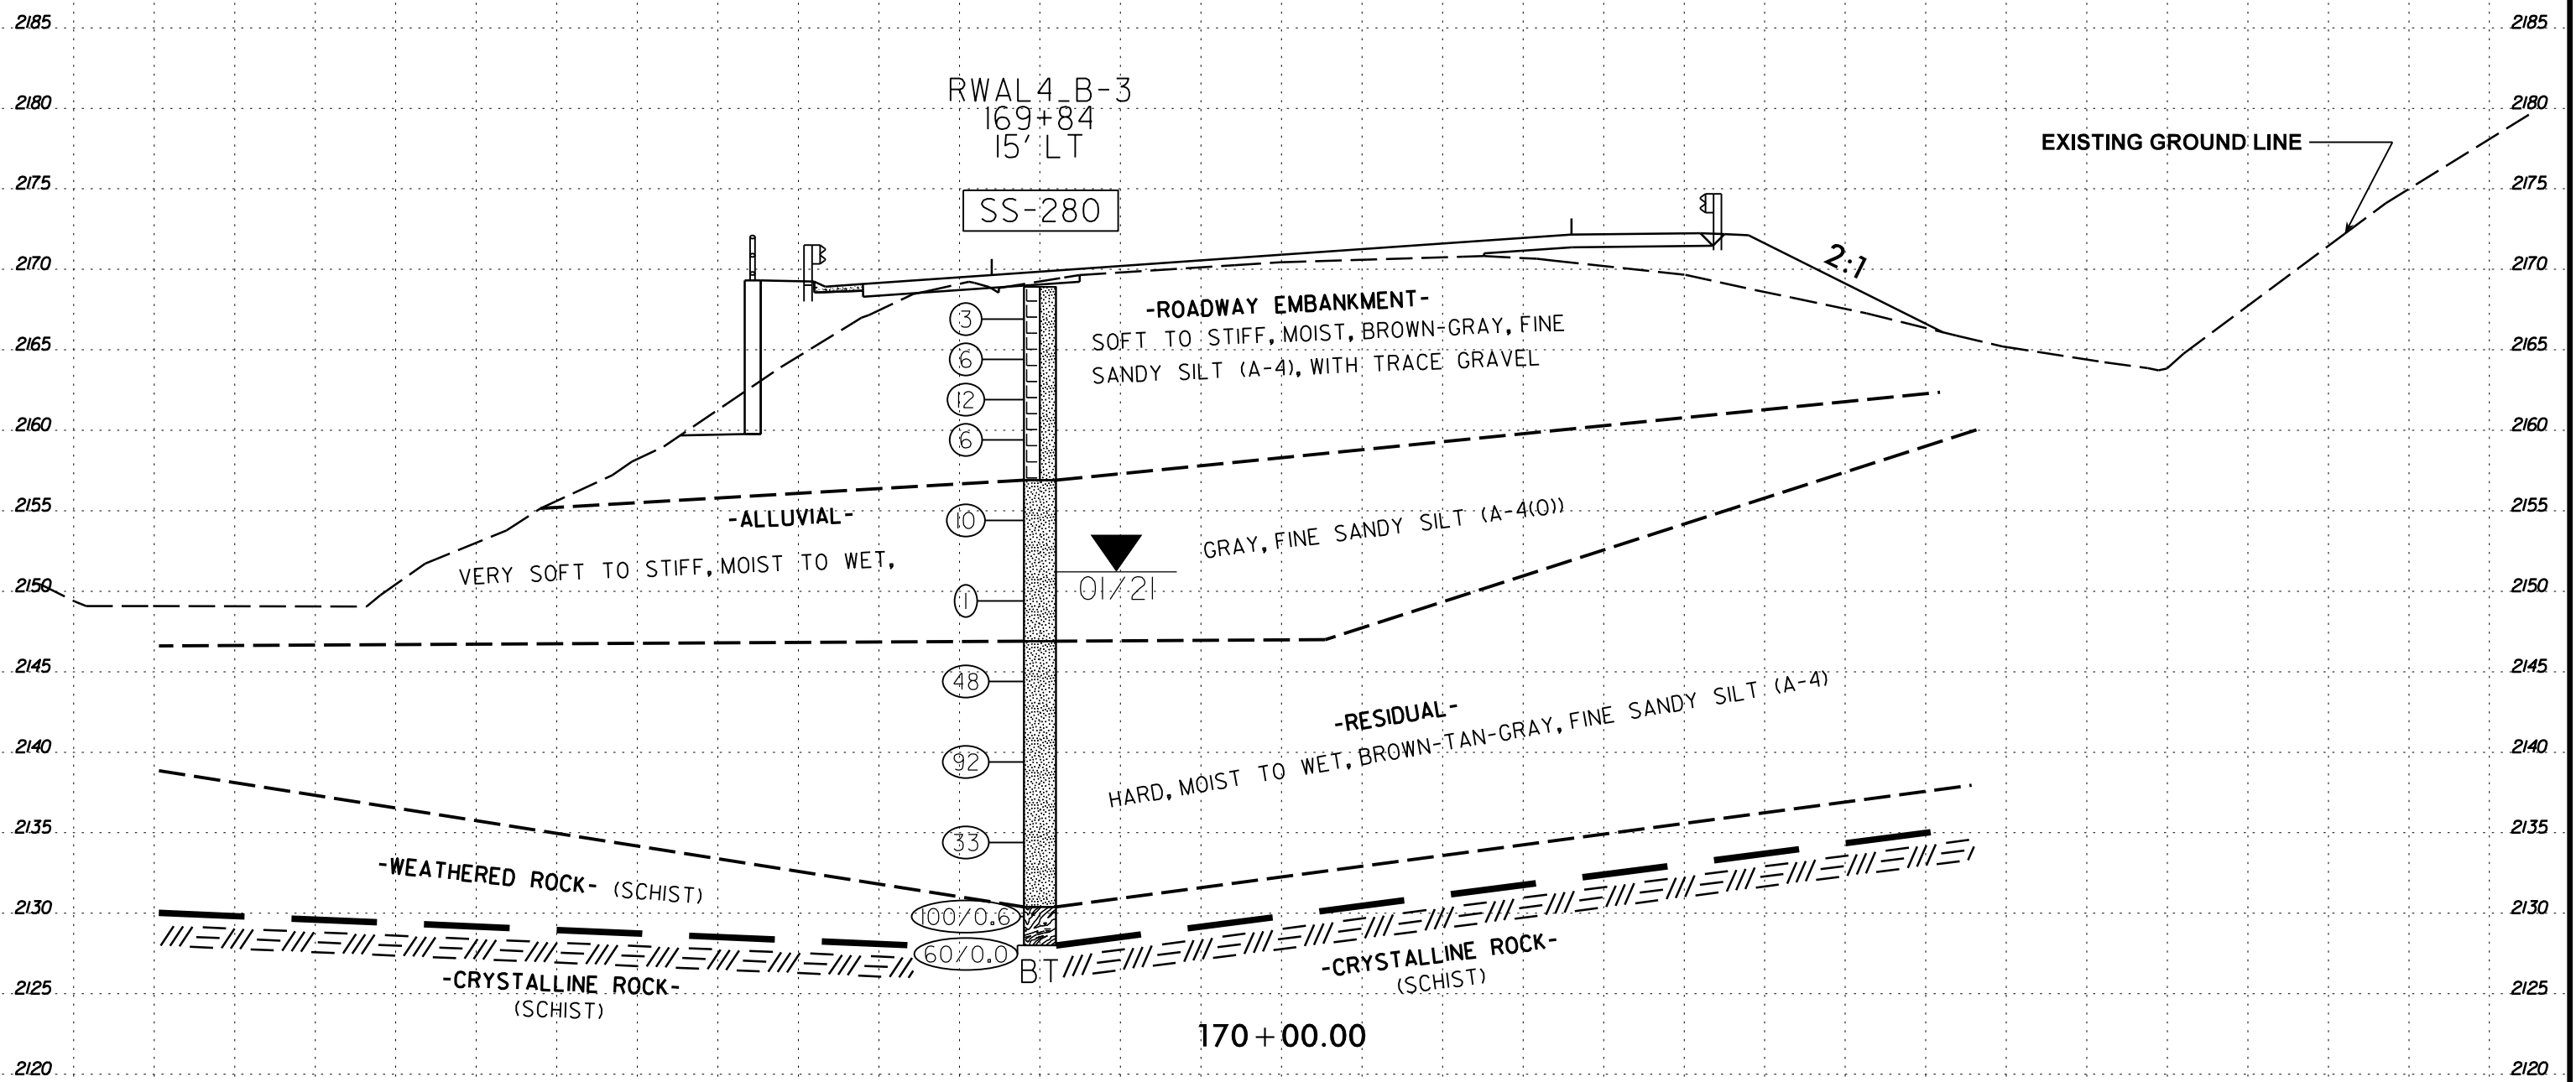 2185 2185
2180 2180
RWAL4_B-3
169+84
15' LT
EXISTING GROUND LINE
2175 2175
SS-280
2170 2170
2:1
-ROADWAY EMBANKMENT-
SOFT TO STIFF, MOIST, BROWN-GRAY, FINE
SANDY SILT (A-4), WITH TRACE GRAVEL
3
2165 2165
6
12
2160 2160
6
2155 2155
-ALLUVIAL-
10
VERY SOFT TO STIFF, MOIST TO WET,
GRAY, FINE SANDY SILT (A-4(0))
2150 2150
01/21
1
2145 2145
48
-RESIDUAL-
HARD, MOIST TO WET, BROWN-TAN-GRAY, FINE SANDY SILT (A-4)
2140 2140
92
2135 2135
33
-WEATHERED ROCK- (SCHIST)
2130 2130
100/0.6
60/0.0
BT
-CRYSTALLINE ROCK-
(SCHIST)
-CRYSTALLINE ROCK-
(SCHIST)
2125 2125
170+00.00
2120 2120